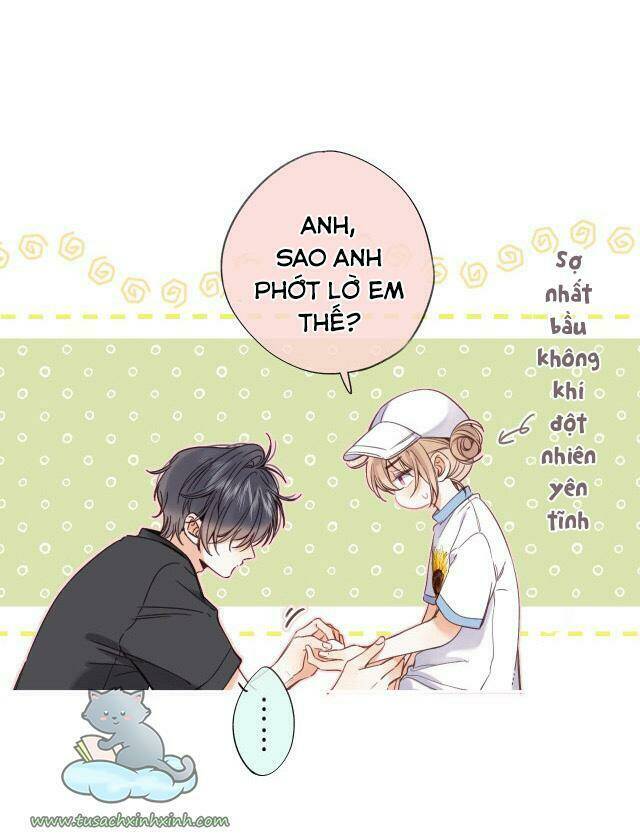 ANH,
SAO ANH
PHỚT LỜ EM
THẾ?
Sợ
nhất
bầu
không
khí
đột
nhiên
yên
tĩnh
......
www.tusachxinhxinh.com